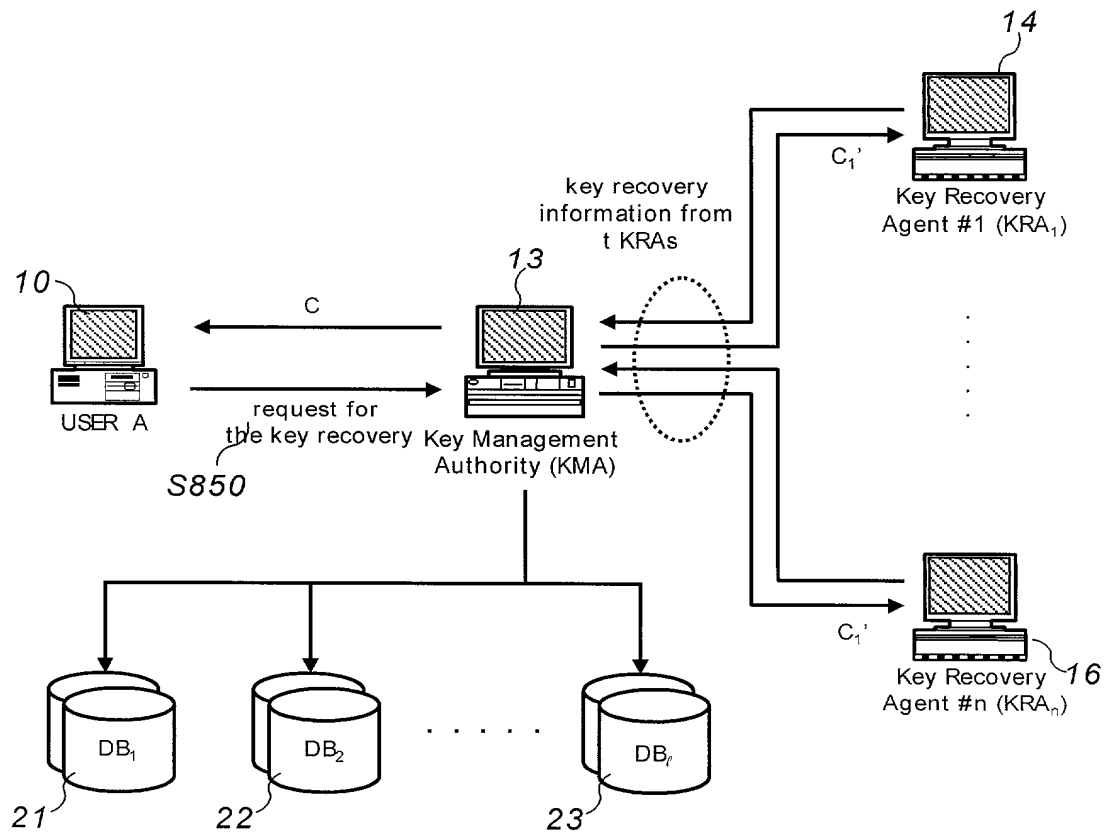 14
C₁'
key recovery
information from
t KRAs
Key Recovery
Agent #1 (KRA₁)
10
13
C
USER A
request for
the key recovery
Key Management
Authority (KMA)
S850
C₁'
16
Key Recovery
Agent #n (KRAₙ)
DB₁
DB₂
. . . . .
DBℓ
21
22
23